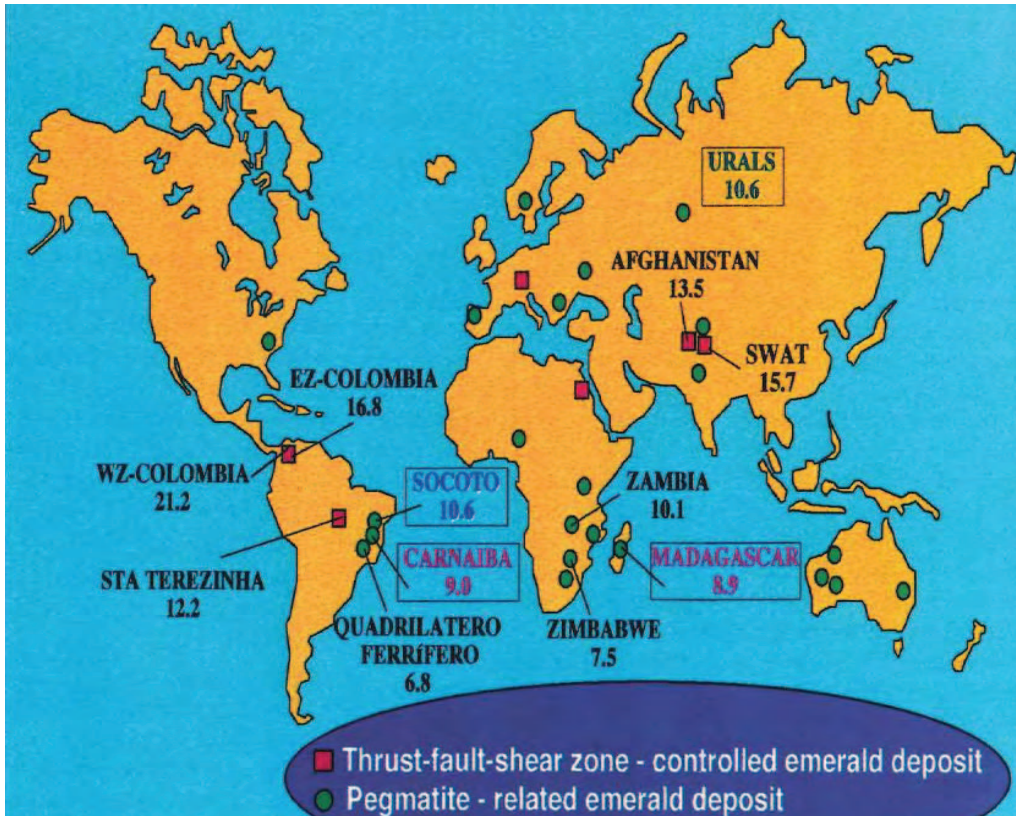 URALS
10.6
AFGHANISTAN
13.5
SWAT
15.7
EZ-COLOMBIA
16.8
WZ-COLOMBIA
21.2
SOCOTO
10.6
ZAMBIA
10.1
CARNAIBA
9.0
MADAGASCAR
8.9
STA TEREZINHA
12.2
QUADRILATERO
FERRÍFERO
6.8
ZIMBABWE
7.5
Thrust-fault-shear zone - controlled emerald deposit
Pegmatite - related emerald deposit